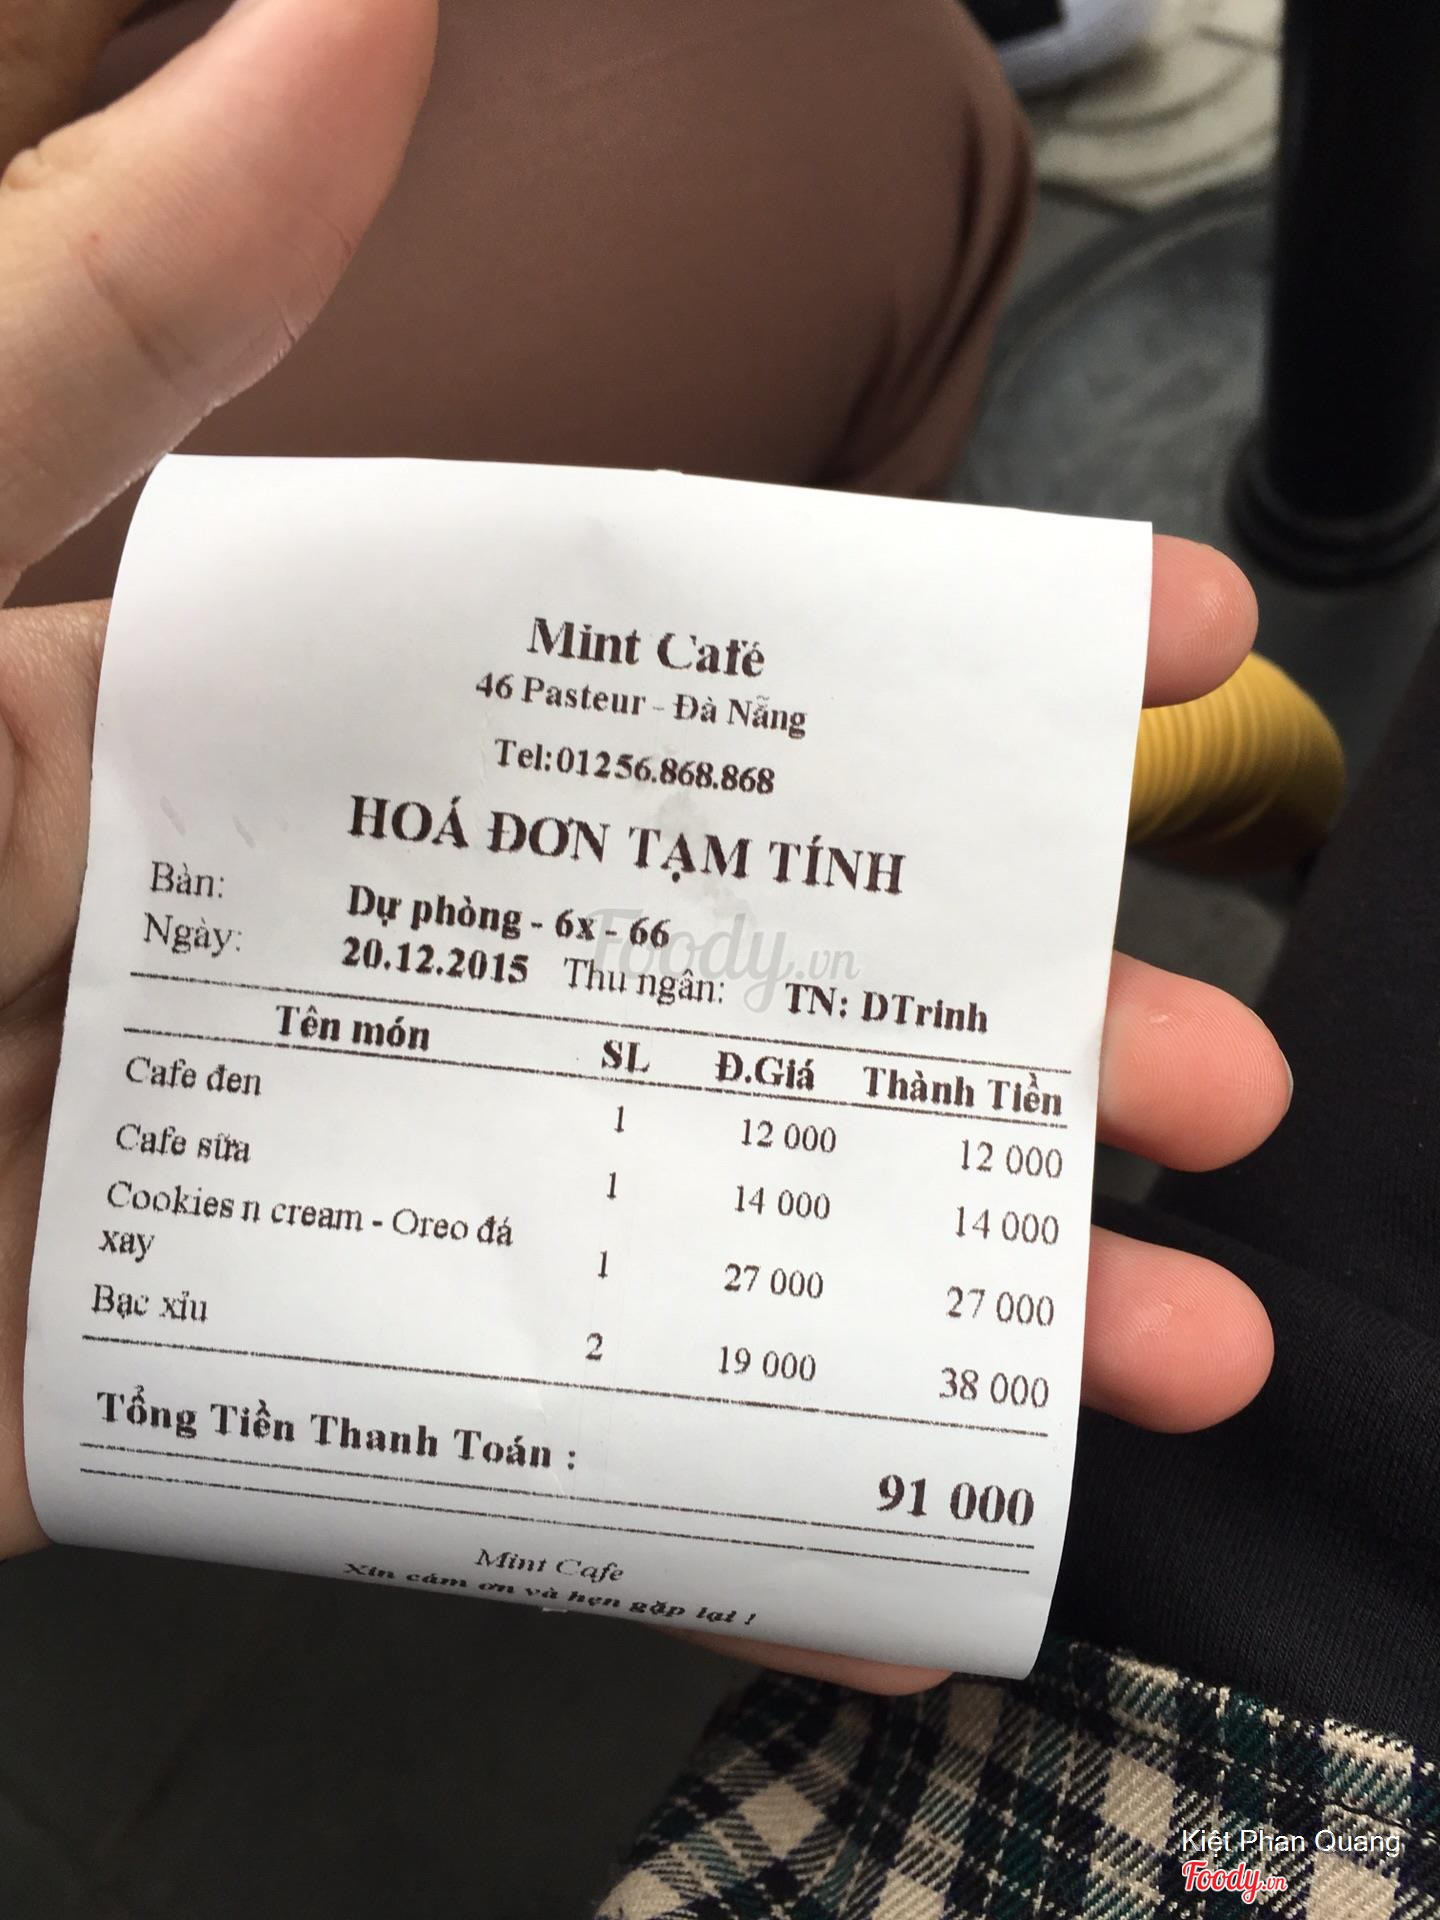 Mint Café
46 Pasteur - Đà Nẵng
Tel:01256.868.868
HOÁ ĐƠN TẠM TÍNH
Bàn: Dự phòng - 6x - 66
Ngày: 20.12.2015 Thu ngân: TN: DTrinh
Tên món SL Đ.Giá Thành Tiền
Cafe đen 1 12 000 12 000
Cafe sữa 1 14 000 14 000
Cookies n cream - Oreo đá
xay 1 27 000 27 000
Bạc xỉu 2 19 000 38 000
Tổng Tiền Thanh Toán : 91 000
Mint Cafe
Xin cám ơn và hẹn gặp lại !
Foody.vn
Kiệt Phan Quang
Foody.vn